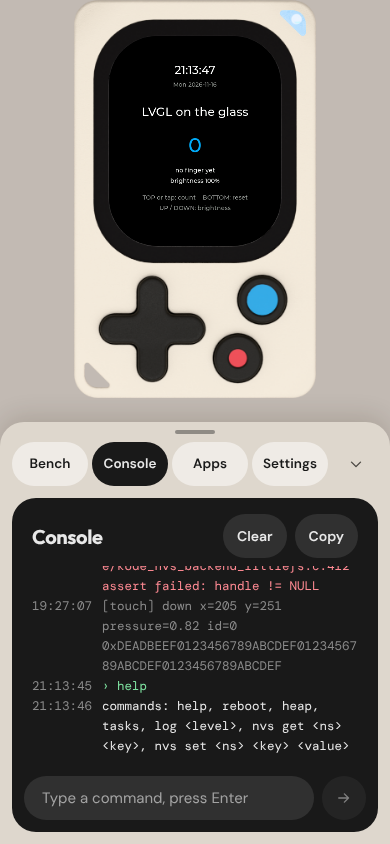 21:13:47
Mon 2026-11-16
LVGL on the glass
0
no finger yet
brightness 100%
TOP or tap: count BOTTOM: reset
UP / DOWN: brightness
Bench
Console
Apps
Settings
Console
Clear
Copy
e/kode_nvs_backend_littlefs.c:412
assert failed: handle != NULL
19:27:07 [touch] down x=205 y=251
pressure=0.82 id=0
0xDEADBEEF0123456789ABCDEF01234567
89ABCDEF0123456789ABCDEF
21:13:45 › help
21:13:46 commands: help, reboot, heap,
tasks, log <level>, nvs get <ns>
<key>, nvs set <ns> <key> <value>
Type a command, press Enter